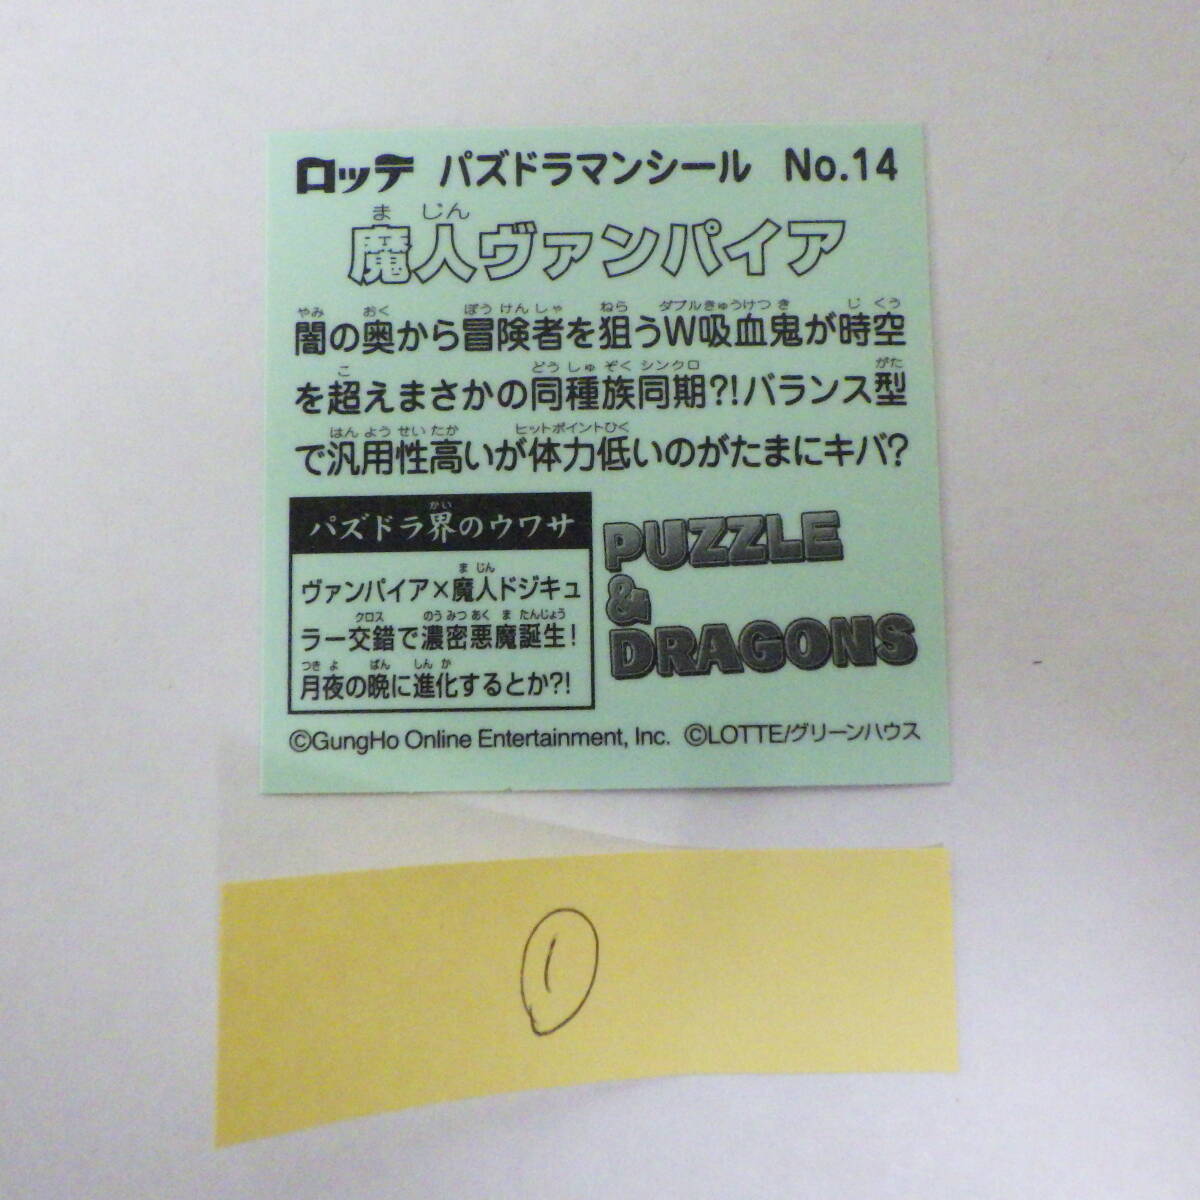 ロッテ パズドラマンシール No.14
ま じん
魔人ヴァンパイア
やみ おく ぼう けん しゃ ねら ダブルきゅうけつ き じ くう
闇の奥から冒険者を狙うW吸血鬼が時空
こ どう しゅ ぞく シンクロ がた
を超えまさかの同種族同期?!バランス型
はん よう せい たか ヒットポイントひく
で汎用性高いが体力低いのがたまにキバ?
かい
パズドラ界のウワサ
ま じん
ヴァンパイア×魔人ドジキュ
クロス のう みつ あく ま たんじょう
ラー交錯で濃密悪魔誕生!
つき よ ばん しん か
月夜の晩に進化するとか?!
PUZZLE
&
DRAGONS
©GungHo Online Entertainment, Inc. ©LOTTE/グリーンハウス
①